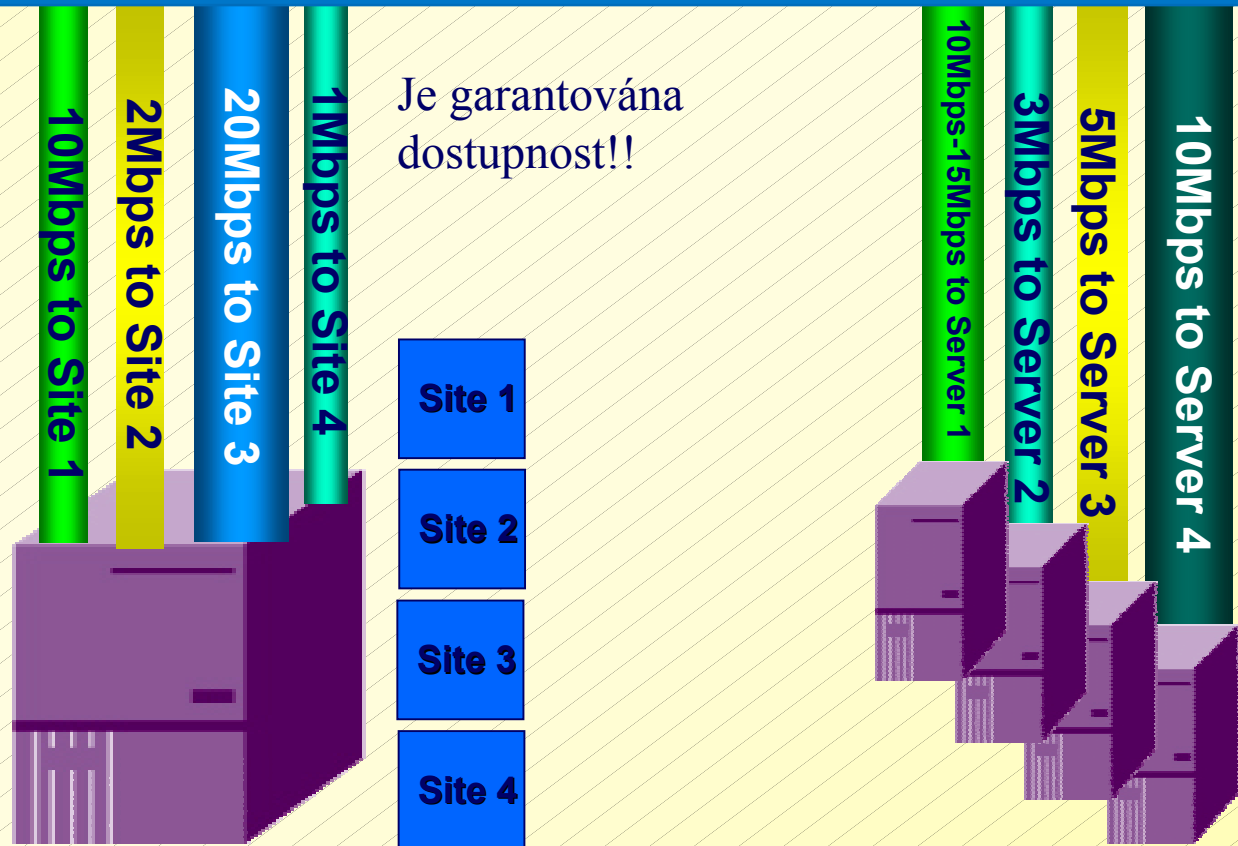 10Mbps to Site 1
2Mbps to Site 2
20Mbps to Site 3
1Mbps to Site 4
Je garantována
dostupnost!!
Site 1
Site 2
Site 3
Site 4
10Mbps-15Mbps to Server 1
3Mbps to Server 2
5Mbps to Server 3
10Mbps to Server 4